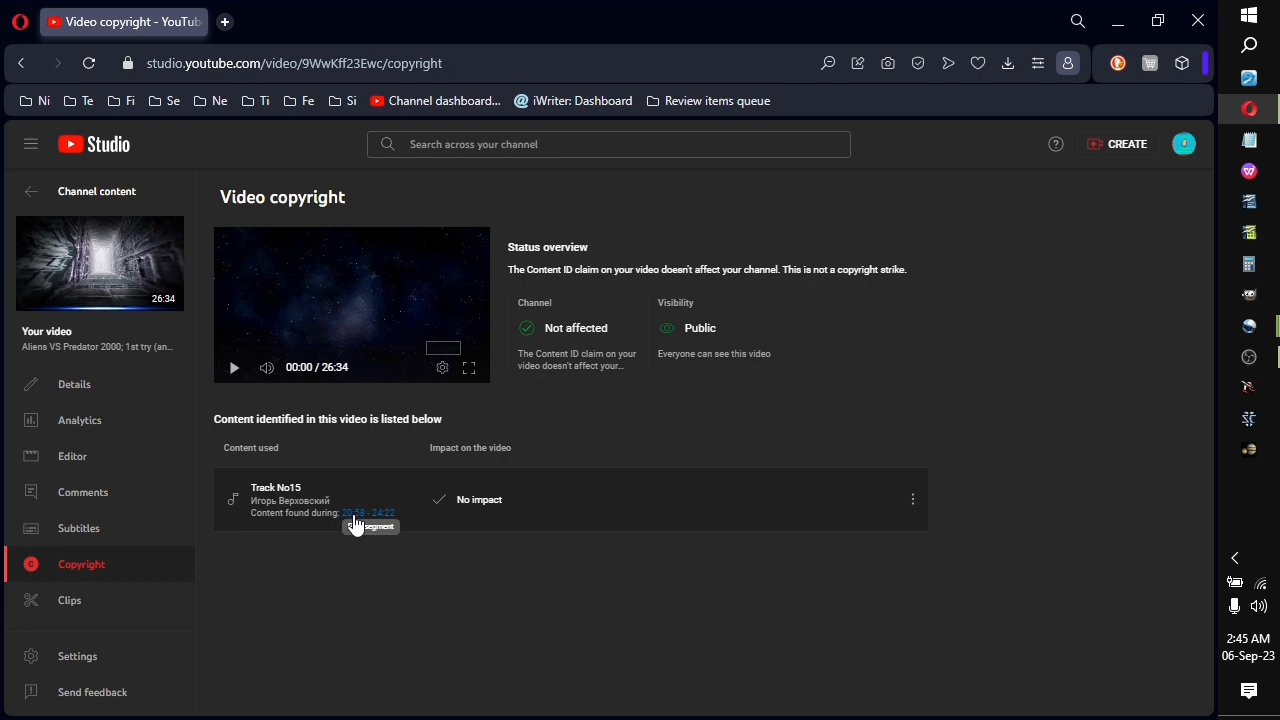 Video copyright - YouTub
studio.youtube.com/video/9WwKff23Ewc/copyright
Ni Te Fi Se Ne Ti Fe Si Channel dashboard... iWriter: Dashboard Review items queue
Studio
Search across your channel
CREATE
Channel content
26:34
Your video
Aliens VS Predator 2000; 1st try (an...
Details
Analytics
Editor
Comments
Subtitles
Copyright
Clips
Settings
Send feedback
Video copyright
00:00 / 26:34
Status overview
The Content ID claim on your video doesn't affect your channel. This is not a copyright strike.
Channel
Visibility
Not affected
Public
The Content ID claim on your
video doesn't affect your...
Everyone can see this video
Content identified in this video is listed below
Content used
Impact on the video
Track No15
Игорь Верховский
Content found during: 20:58 - 24:22
segment
No impact
2:45 AM
06-Sep-23